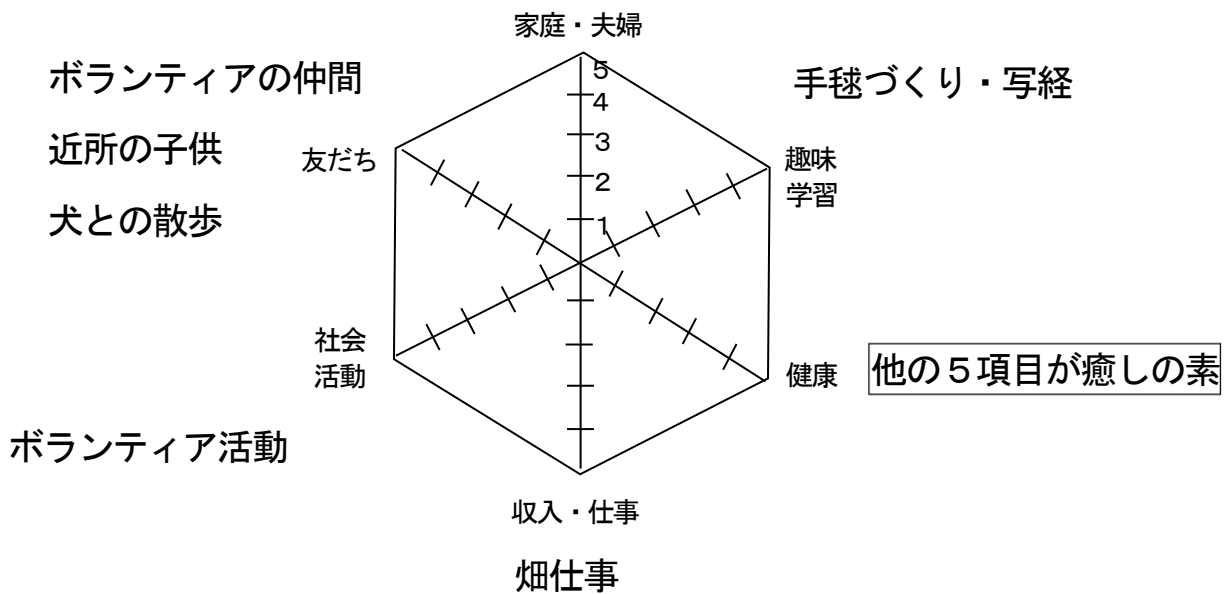 家庭・夫婦
ボランティアの仲間
手毬づくり・写経
5
4
近所の子供
友だち
3
趣味
学習
2
犬との散歩
1
社会
活動
健康
他の５項目が癒しの素
ボランティア活動
収入・仕事
畑仕事